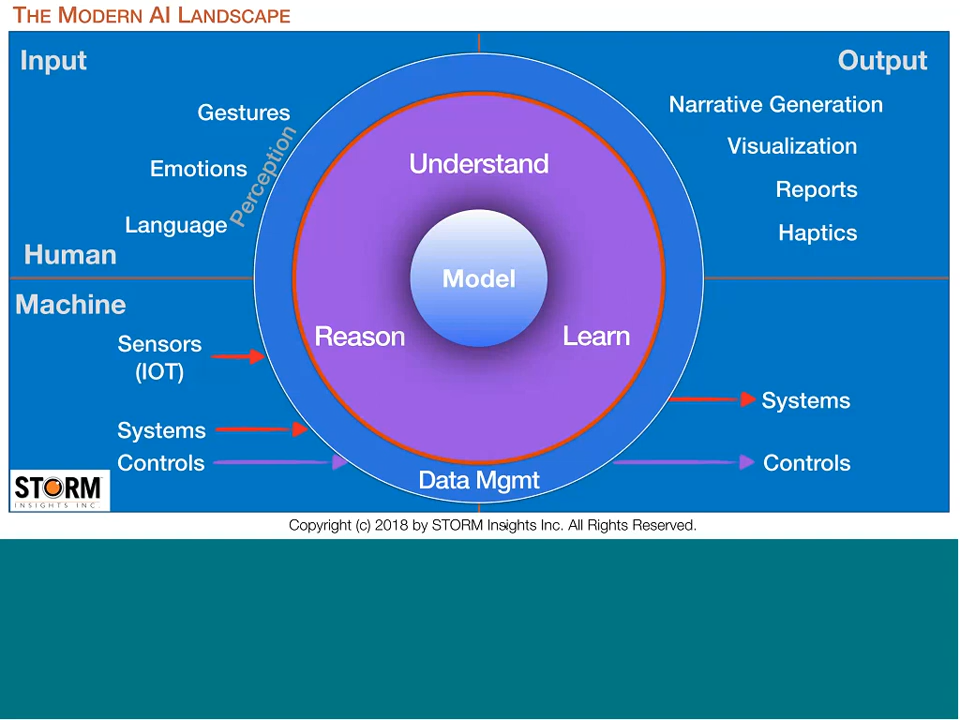 THE MODERN AI LANDSCAPE
Input
Output
Gestures
Emotions
Language
Perception
Human
Narrative Generation
Visualization
Reports
Haptics
Understand
Model
Reason
Learn
Data Mgmt
Machine
Sensors
(IOT)
Systems
Controls
Systems
Controls
STORM
INSIGHTS INC.
Copyright (c) 2018 by STORM Insights Inc. All Rights Reserved.